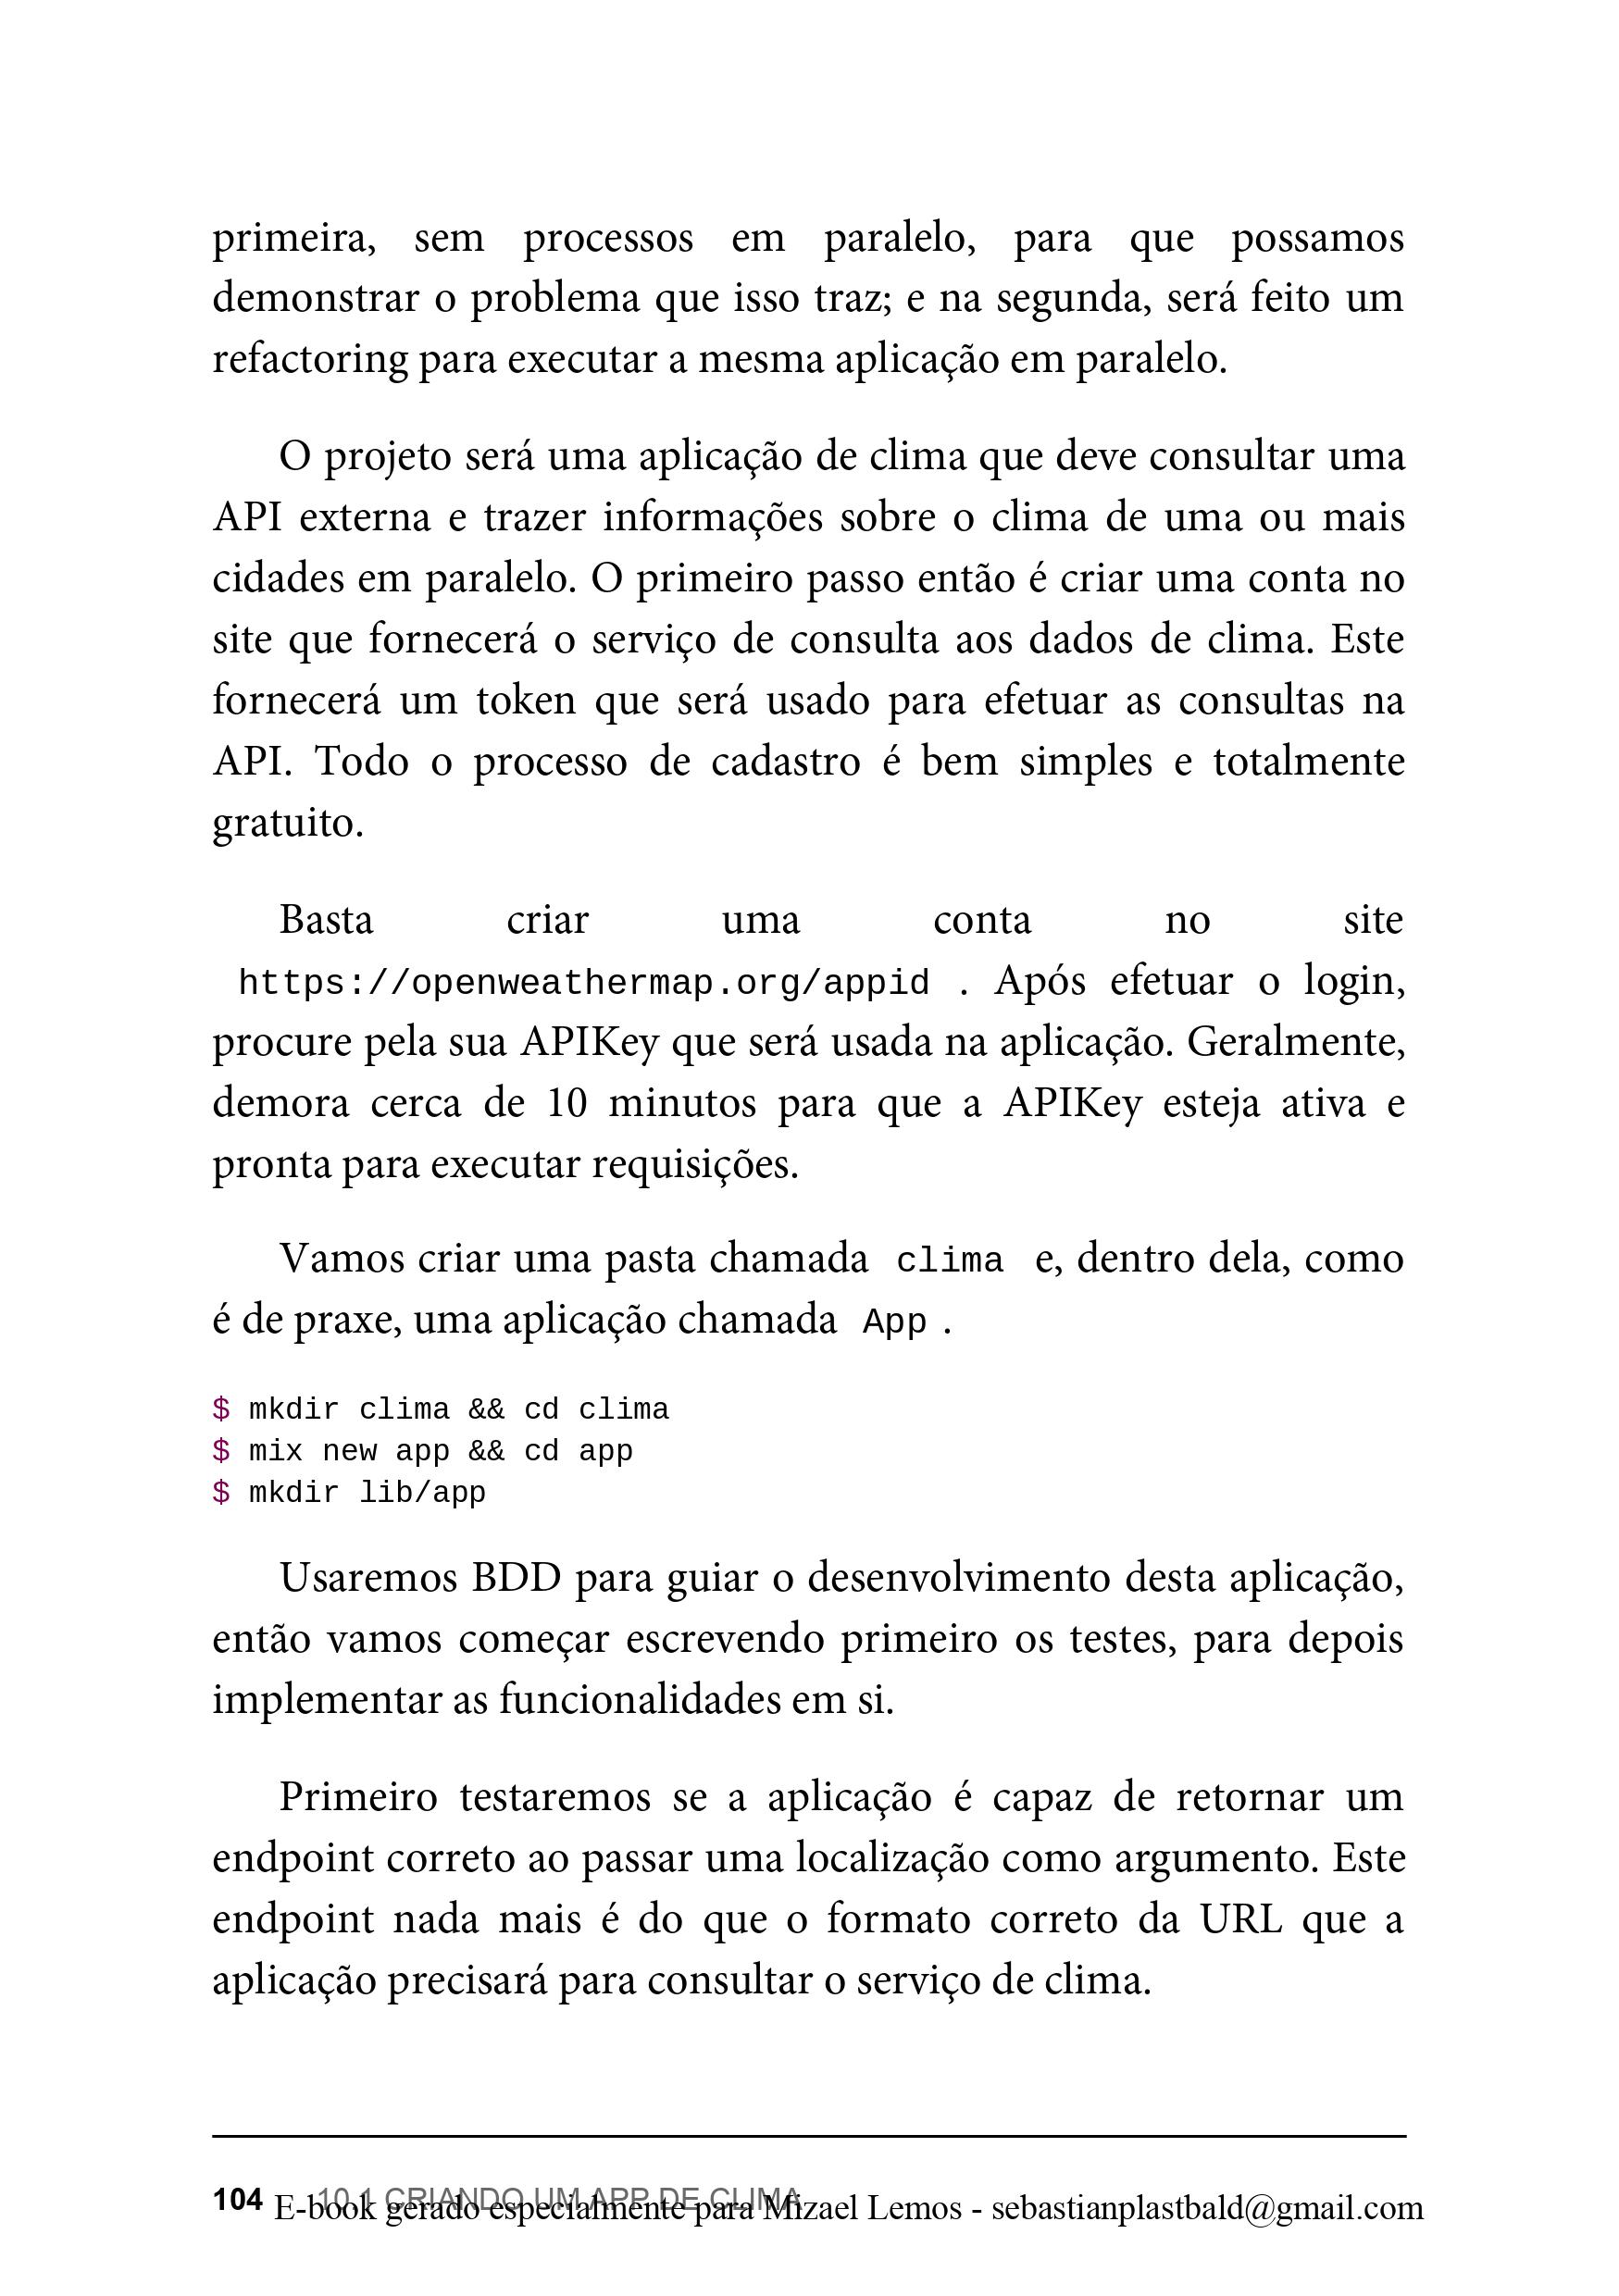 primeira, sem processos em paralelo, para que possamos
demonstrar o problema que isso traz; e na segunda, será feito um
refactoring para executar a mesma aplicação em paralelo.
O projeto será uma aplicação de clima que deve consultar uma
API externa e trazer informações sobre o clima de uma ou mais
cidades em paralelo. O primeiro passo então é criar uma conta no
site que fornecerá o serviço de consulta aos dados de clima. Este
fornecerá um token que será usado para efetuar as consultas na
API. Todo o processo de cadastro é bem simples e totalmente
gratuito.
Basta criar uma conta no site
https://openweathermap.org/appid . Após efetuar o login,
procure pela sua APIKey que será usada na aplicação. Geralmente,
demora cerca de 10 minutos para que a APIKey esteja ativa e
pronta para executar requisições.
Vamos criar uma pasta chamada clima e, dentro dela, como
é de praxe, uma aplicação chamada App .
$ mkdir clima && cd clima
$ mix new app && cd app
$ mkdir lib/app
Usaremos BDD para guiar o desenvolvimento desta aplicação,
então vamos começar escrevendo primeiro os testes, para depois
implementar as funcionalidades em si.
Primeiro testaremos se a aplicação é capaz de retornar um
endpoint correto ao passar uma localização como argumento. Este
endpoint nada mais é do que o formato correto da URL que a
aplicação precisará para consultar o serviço de clima.
104 10.1 CRIANDO UM APP DE CLIMA
E-book gerado especialmente para Mizael Lemos - sebastianplastbald@gmail.com